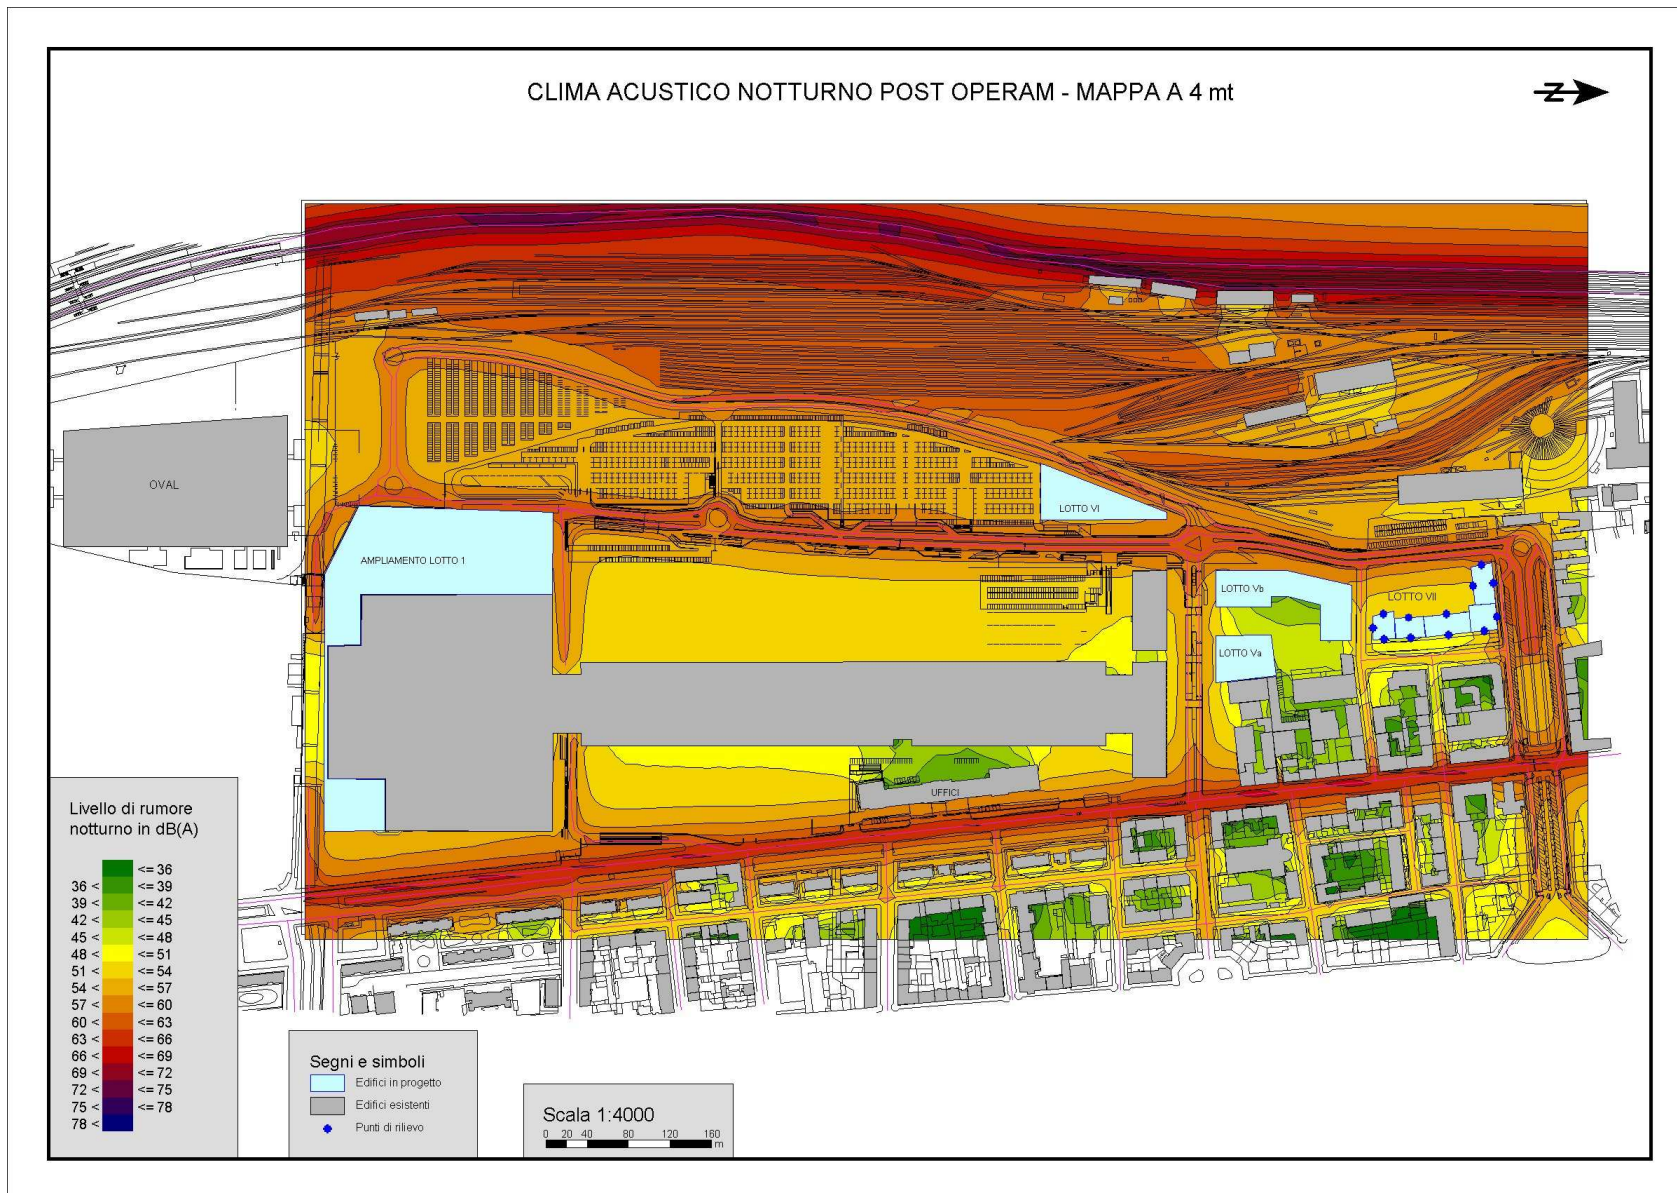 CLIMA ACUSTICO NOTTURNO POST OPERAM - MAPPA A 4 mt
Z
OVAL
LOTTO VI
AMPLIAMENTO LOTTO 1
LOTTO Vb
LOTTO VII
LOTTO Va
UFFICI
Livello di rumore
notturno in dB(A)
<= 36
36 < <= 39
39 < <= 42
42 < <= 45
45 < <= 48
48 < <= 51
51 < <= 54
54 < <= 57
57 < <= 60
60 < <= 63
63 < <= 66
66 < <= 69
69 < <= 72
72 < <= 75
75 < <= 78
78 <
Segni e simboli
Edifici in progetto
Edifici esistenti
Punti di rilievo
Scala 1:4000
0 20 40 80 120 160
m